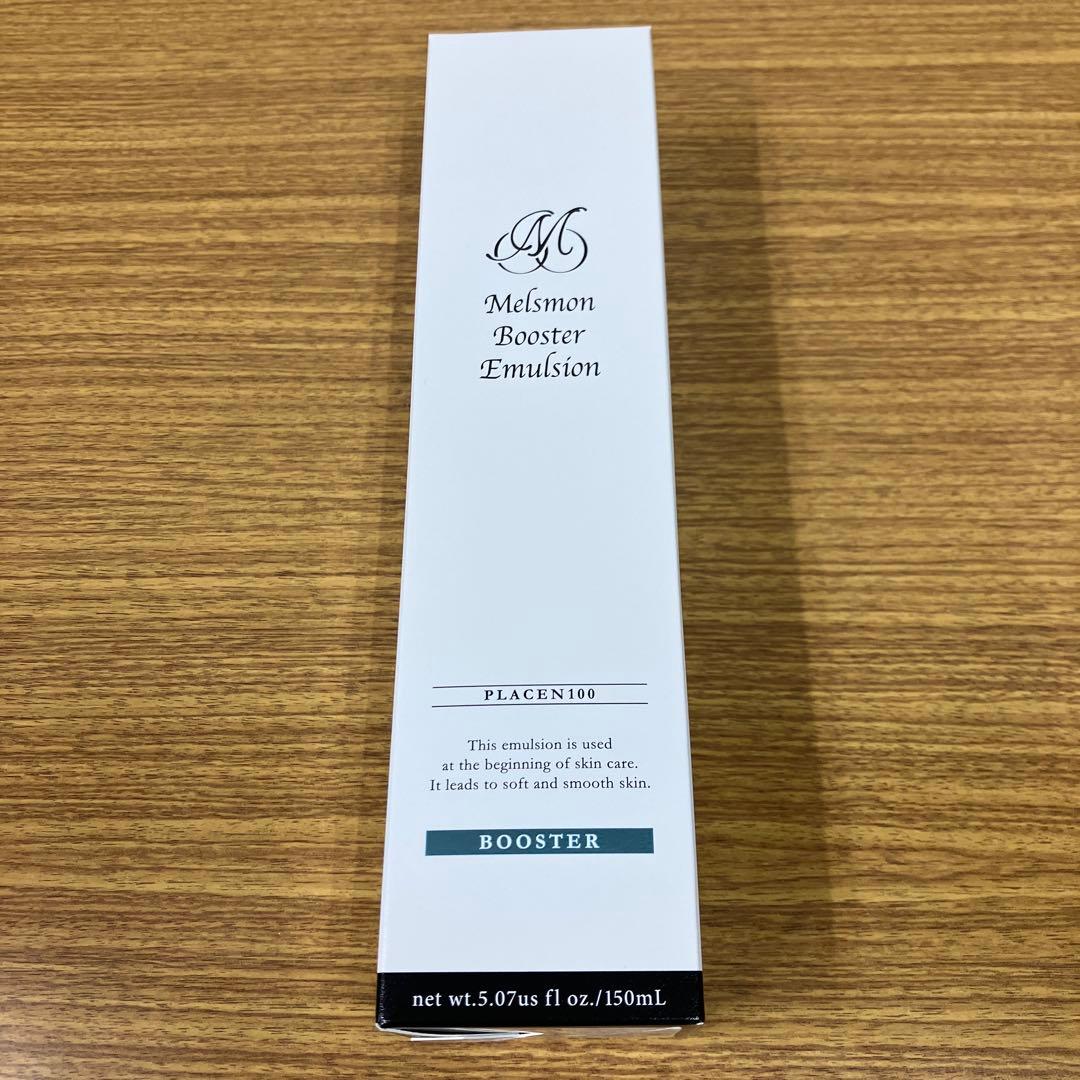 M
Melsmon
Booster
Emulsion
PLACEN100
This emulsion is used
at the beginning of skin care.
It leads to soft and smooth skin.
BOOSTER
net wt.5.07us fl oz./150mL